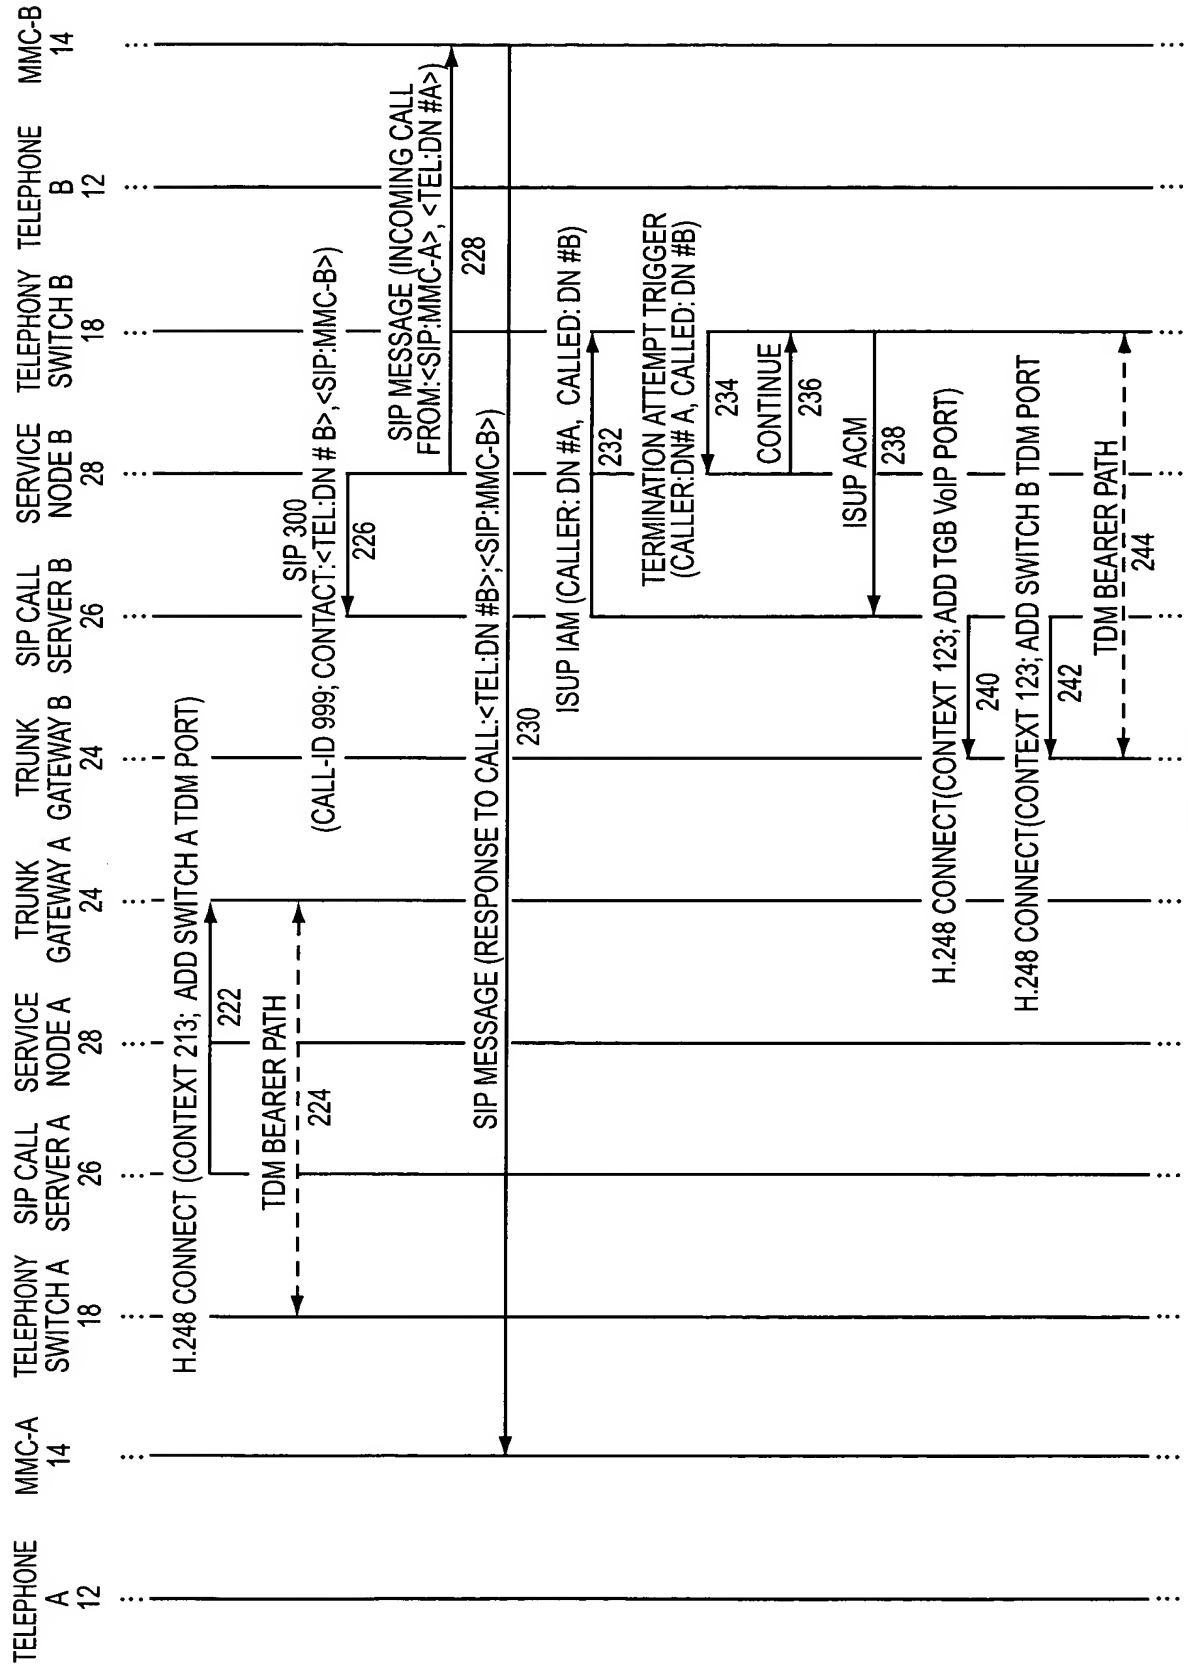 TELEPHONE
A
12
MMC-A
14
TELEPHONY
SWITCH A
18
SIP CALL
SERVER A
26
SERVICE
NODE A
28
TRUNK
GATEWAY A
24
TRUNK
GATEWAY B
24
SIP CALL
SERVER B
26
SERVICE
NODE B
28
TELEPHONY
SWITCH B
18
TELEPHONE
B
12
MMC-B
14
H.248 CONNECT (CONTEXT 213; ADD SWITCH A TDM PORT)
222
TDM BEARER PATH
224
SIP 300
(CALL-ID 999; CONTACT:<TEL:DN # B>,<SIP:MMC-B>)
226
SIP MESSAGE (INCOMING CALL
FROM:<SIP:MMC-A>, <TEL:DN #A>)
228
SIP MESSAGE (RESPONSE TO CALL:<TEL:DN #B>;<SIP:MMC-B>)
230
ISUP IAM (CALLER: DN #A, CALLED: DN #B)
232
TERMINATION ATTEMPT TRIGGER
(CALLER:DN# A, CALLED: DN #B)
234
CONTINUE
236
ISUP ACM
238
H.248 CONNECT(CONTEXT 123; ADD TGB VoIP PORT)
240
H.248 CONNECT(CONTEXT 123; ADD SWITCH B TDM PORT
242
TDM BEARER PATH
244